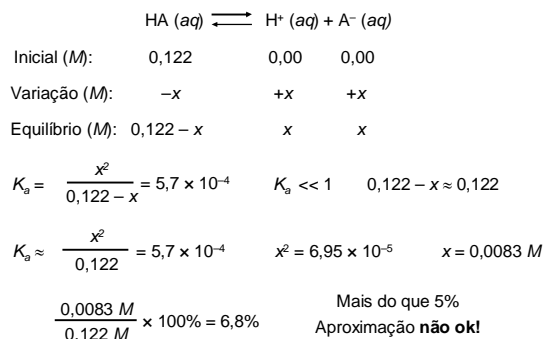 HA (aq) ⇌ H⁺ (aq) + A⁻ (aq)
Inicial (M): 0,122 0,00 0,00
Variação (M): –x +x +x
Equilíbrio (M): 0,122 – x x x
Kₐ = x²/(0,122 – x) = 5,7 × 10⁻⁴ Kₐ << 1 0,122 – x ≈ 0,122
Kₐ ≈ x²/0,122 = 5,7 × 10⁻⁴ x² = 6,95 × 10⁻⁵ x = 0,0083 M
0,0083 M/0,122 M × 100% = 6,8%
Mais do que 5%
Aproximação não ok!